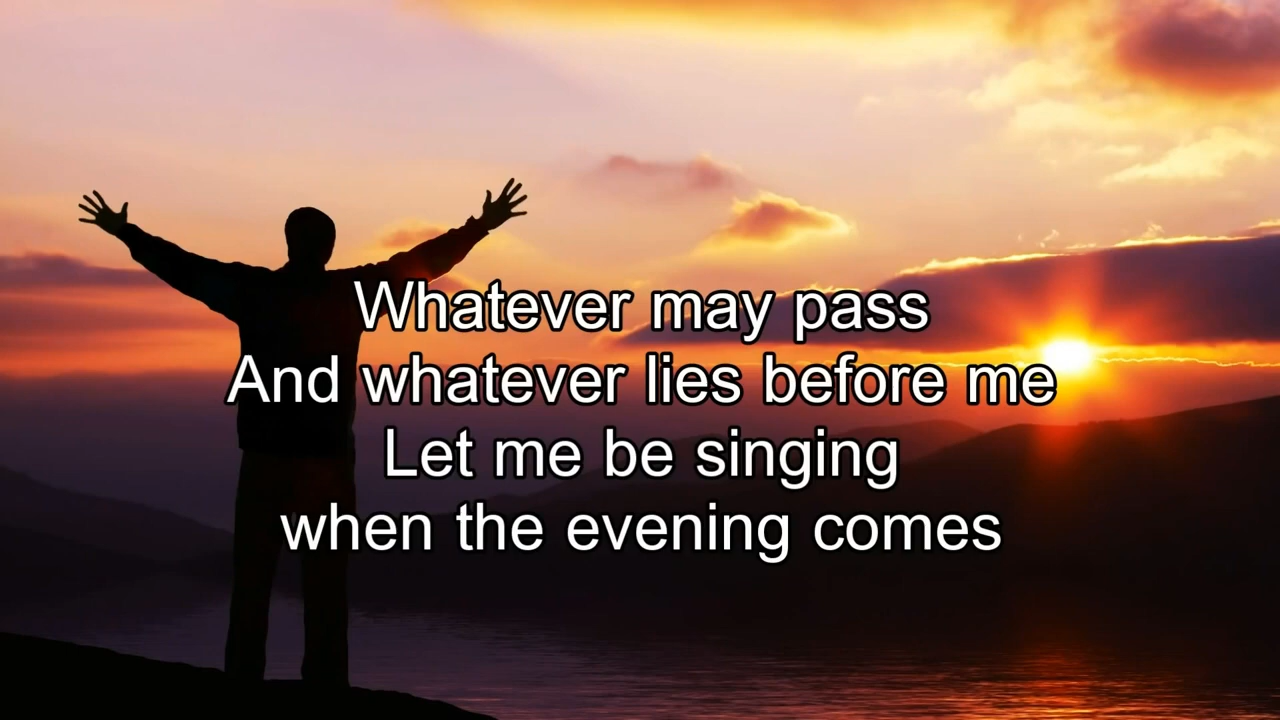 Whatever may pass
And whatever lies before me
Let me be singing
when the evening comes